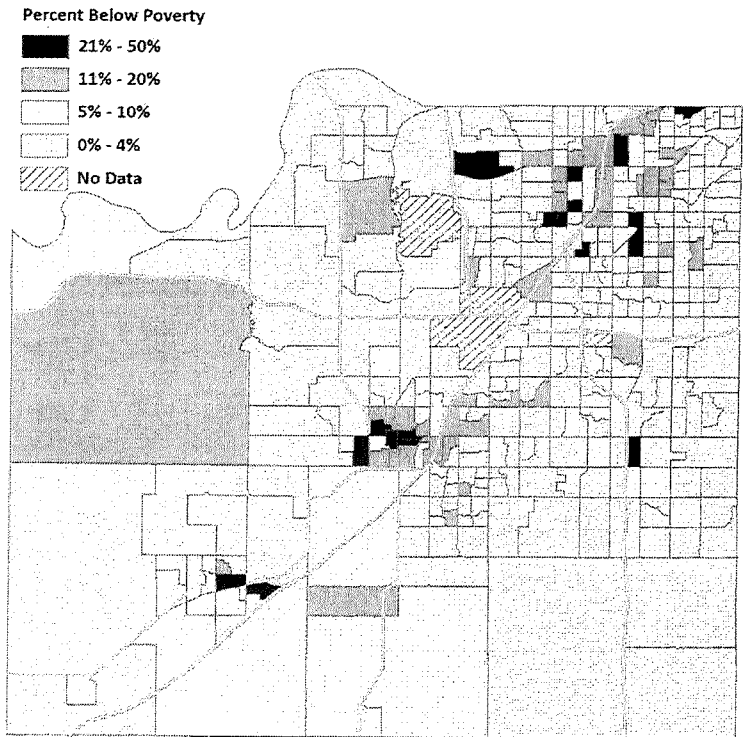 Percent Below Poverty
21% - 50%
11% - 20%
5% - 10%
0% - 4%
No Data